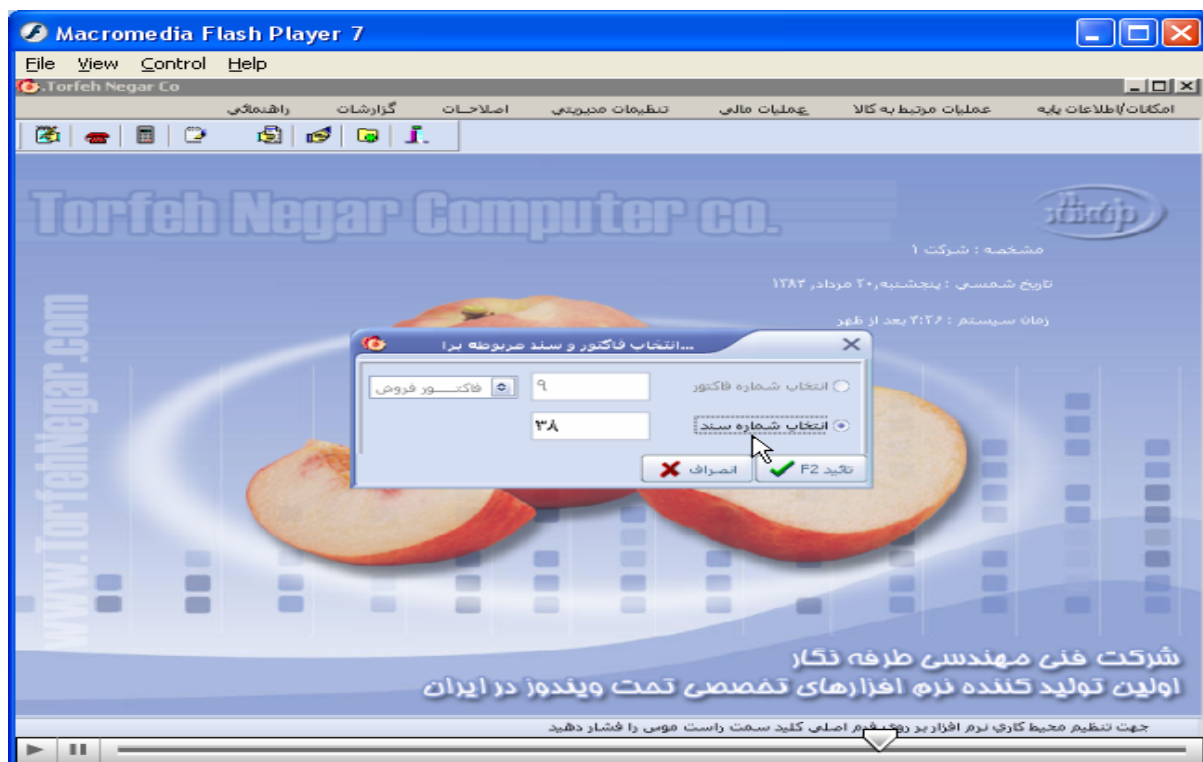 Macromedia Flash Player 7
File View Control Help
.Torfeh Negar Co
امکانات/اطلاعات پایه عملیات مرتبط به کالا عملیات مالی تنظیمات مدیریتی اصلاحات گزارشات راهنمائی
Torfeh Negar Computer co.
مشخصه : شرکت ۱
تاریخ شمسی : پنجشنبه,۲۰ مرداد, ۱۳۸۴
زمان سیستم : ۴:۲۶ بعد از ظهر
www.TorfehNegar.com
انتخاب فاکتور و سند مربوطه برا...
انتخاب شماره فاکتور ۹ فاکتـــور فروش
انتخاب شماره سند ۳۸
تائید F2 انصراف
شرکت فنی مهندسی طرفه نگار
اولین تولید کننده نرم افزارهای تخصصی تحت ویندوز در ایران
جهت تنظیم محیط کاری نرم افزار بر روی فرم اصلی کلید سمت راست موس را فشار دهید